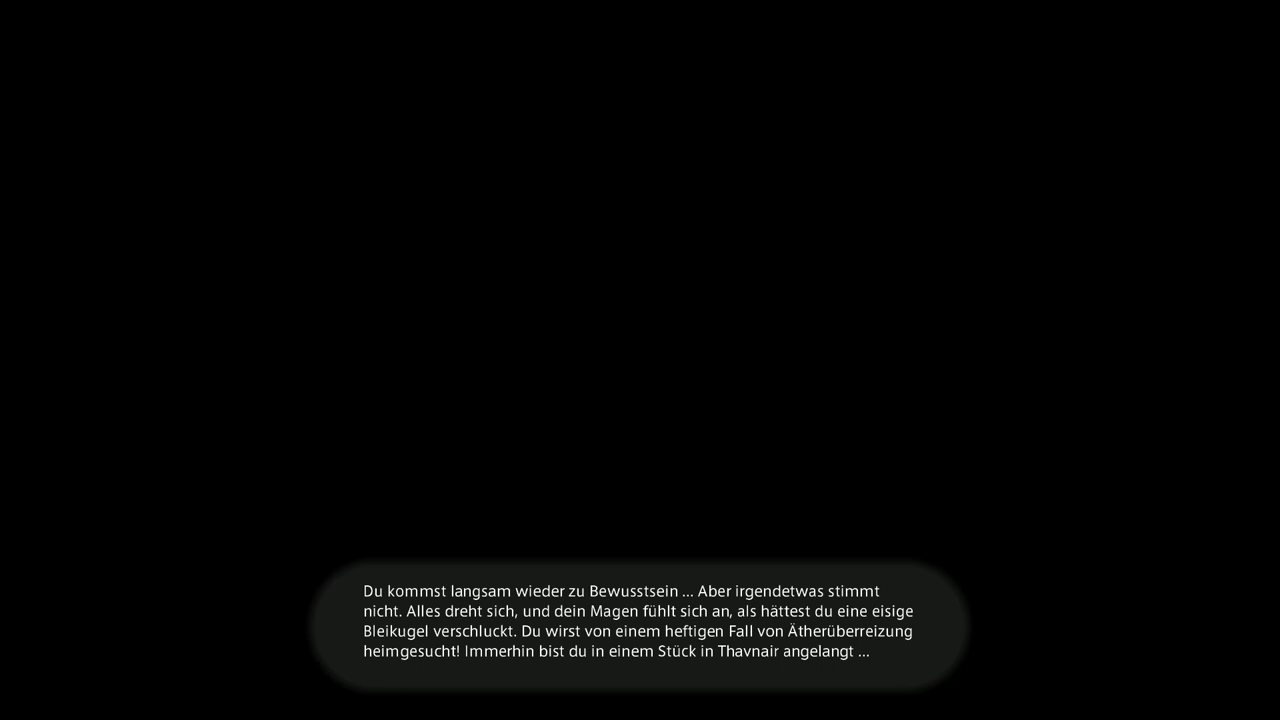 Du kommst langsam wieder zu Bewusstsein ... Aber irgendetwas stimmt
nicht. Alles dreht sich, und dein Magen fühlt sich an, als hättest du eine eisige
Bleikugel verschluckt. Du wirst von einem heftigen Fall von Ätherüberreizung
heimgesucht! Immerhin bist du in einem Stück in Thavnair angelangt ...